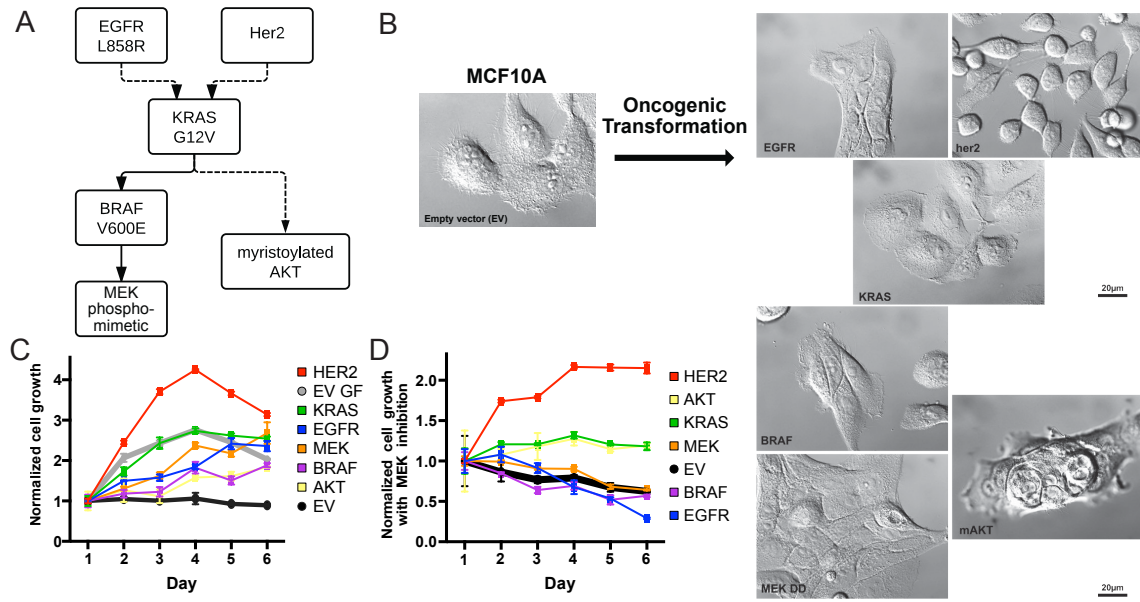 A
EGFR
L858R
Her2
KRAS
G12V
BRAF
V600E
myristoylated
AKT
MEK
phospho-
mimetic
B
MCF10A
Empty vector (EV)
Oncogenic
Transformation
EGFR
her2
KRAS
20μm
BRAF
MEK DD
mAKT
20μm
C
Normalized cell growth
4
3
2
1
0
1 2 3 4 5 6
Day
HER2
EV GF
KRAS
EGFR
MEK
BRAF
AKT
EV
D
Normalized cell growth
with MEK inhibition
2.0
1.5
1.0
0.5
0.0
1 2 3 4 5 6
Day
HER2
AKT
KRAS
MEK
EV
BRAF
EGFR